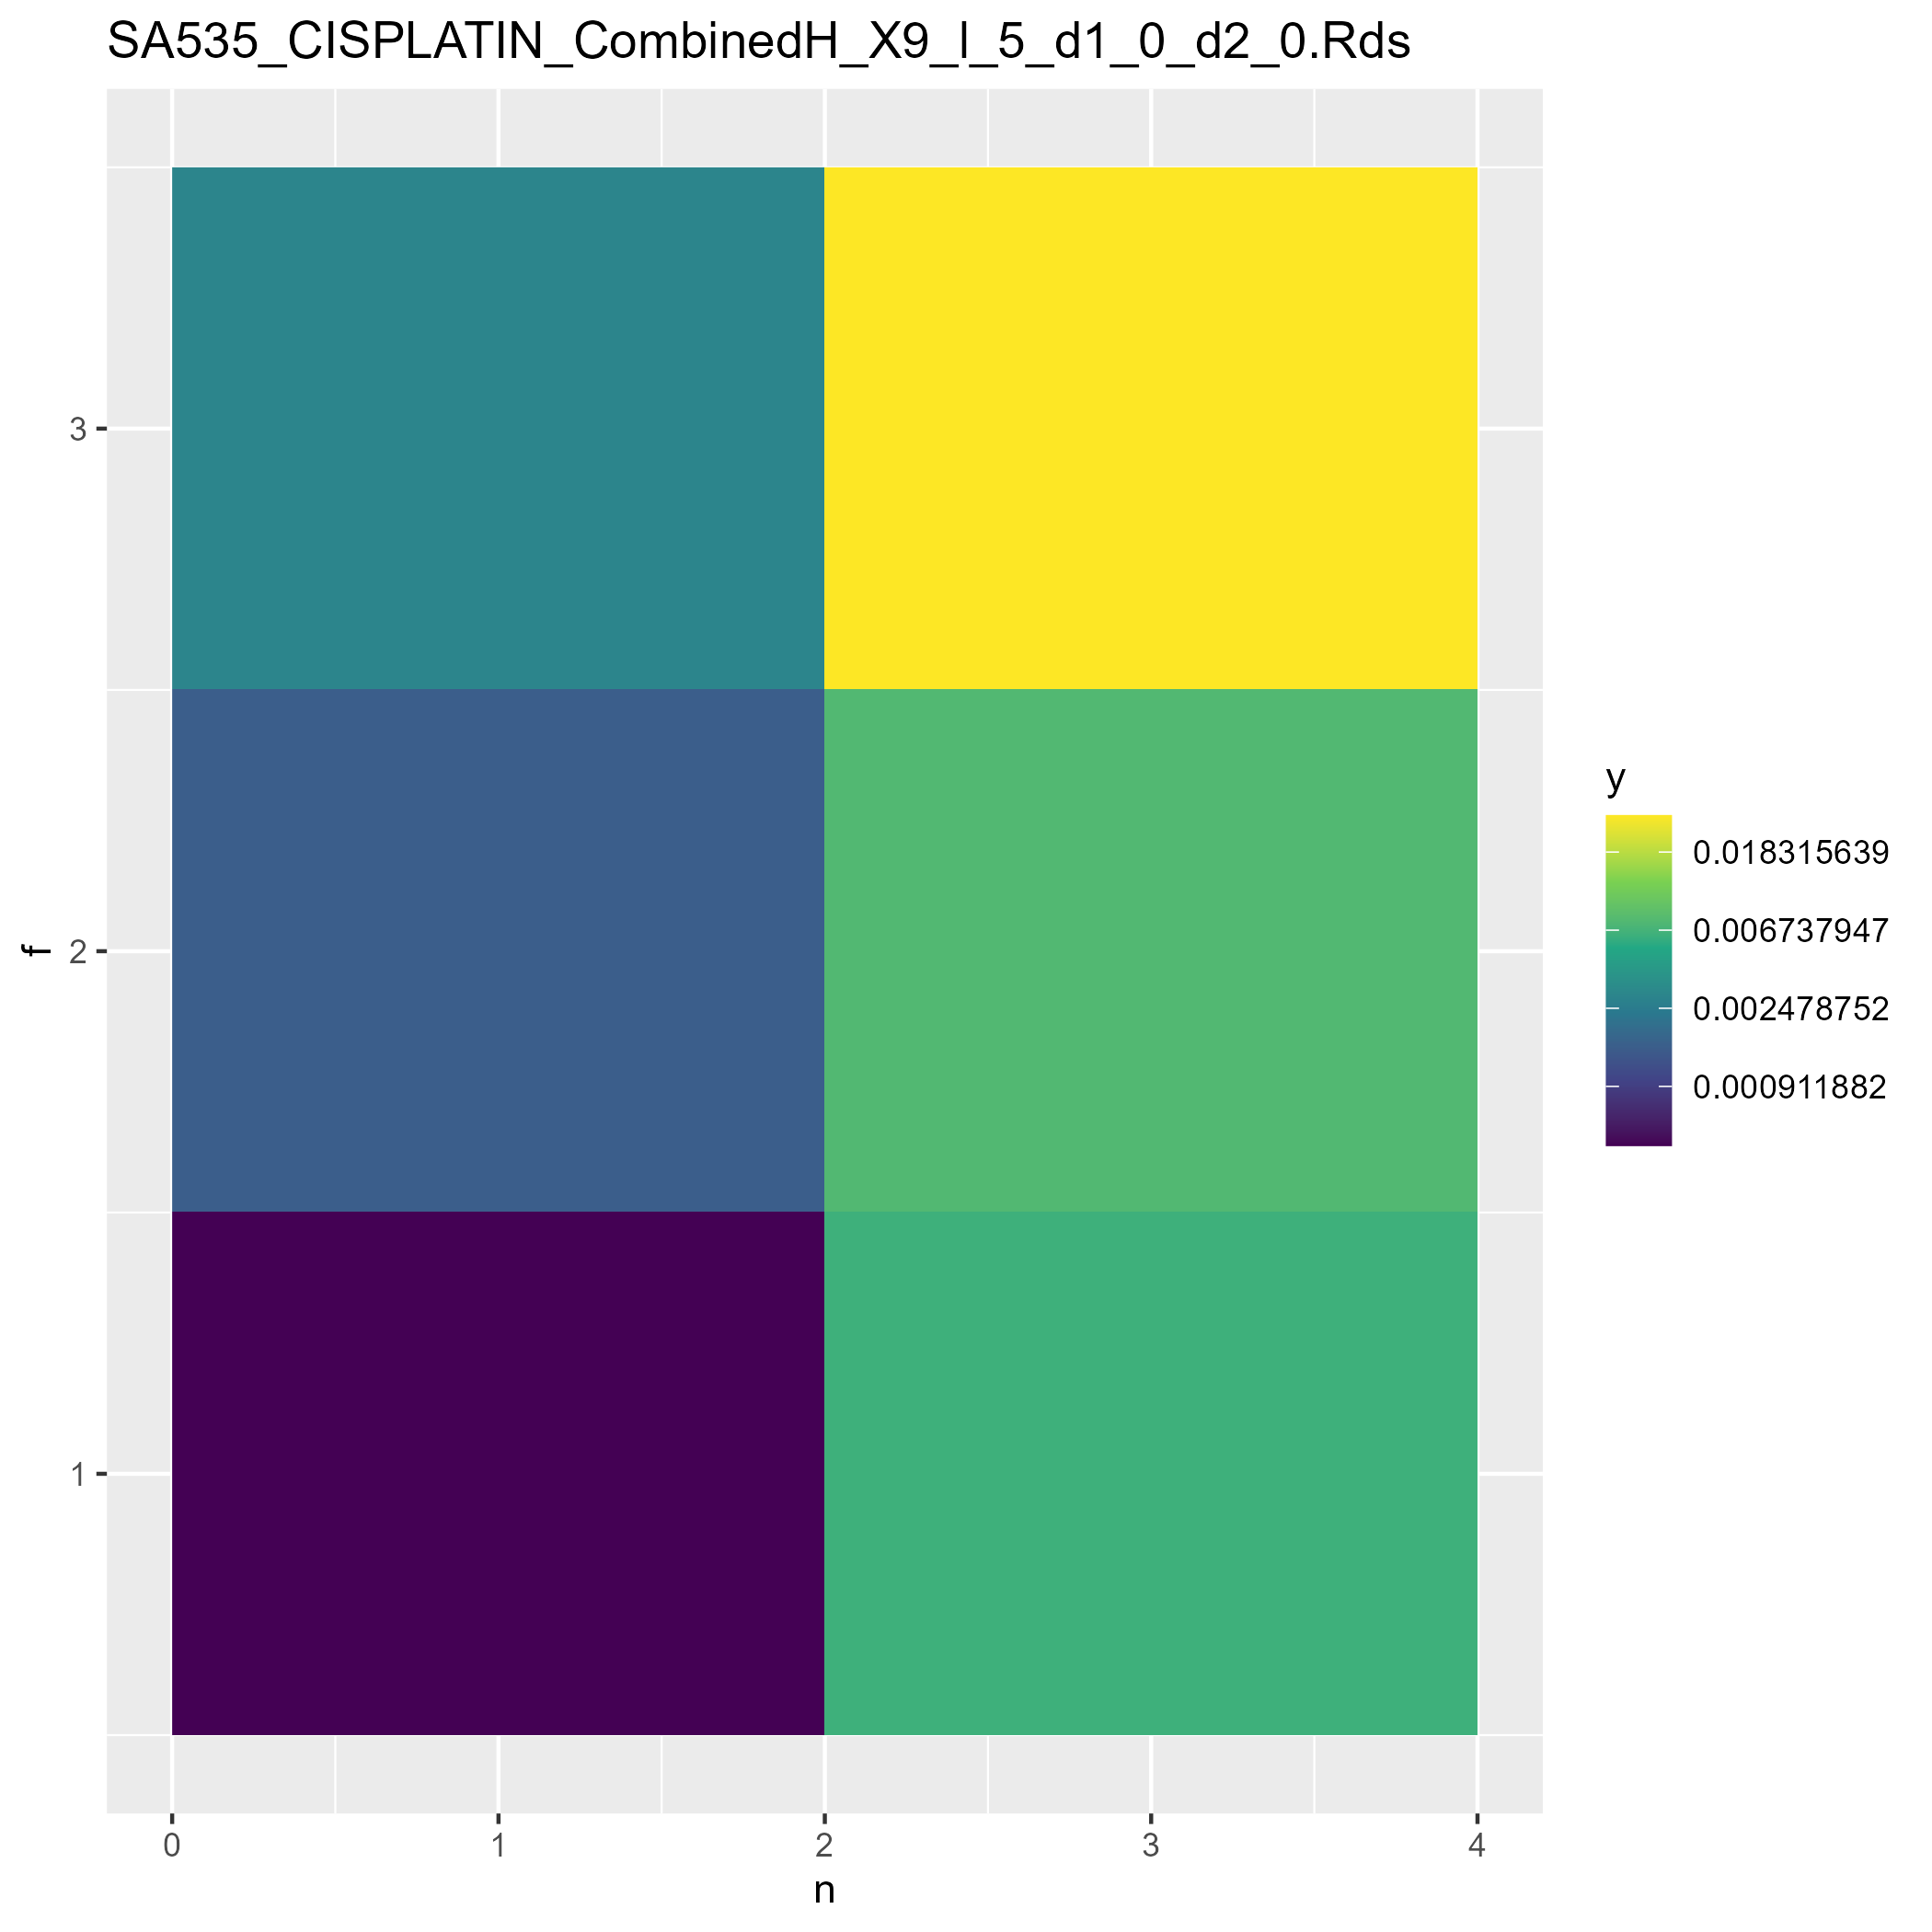 SA535_CISPLATIN_CombinedH_X9_l_5_d1_0_d2_0.Rds
3
2
1
f
0 1 2 3 4
n
y
0.018315639
0.006737947
0.002478752
0.000911882